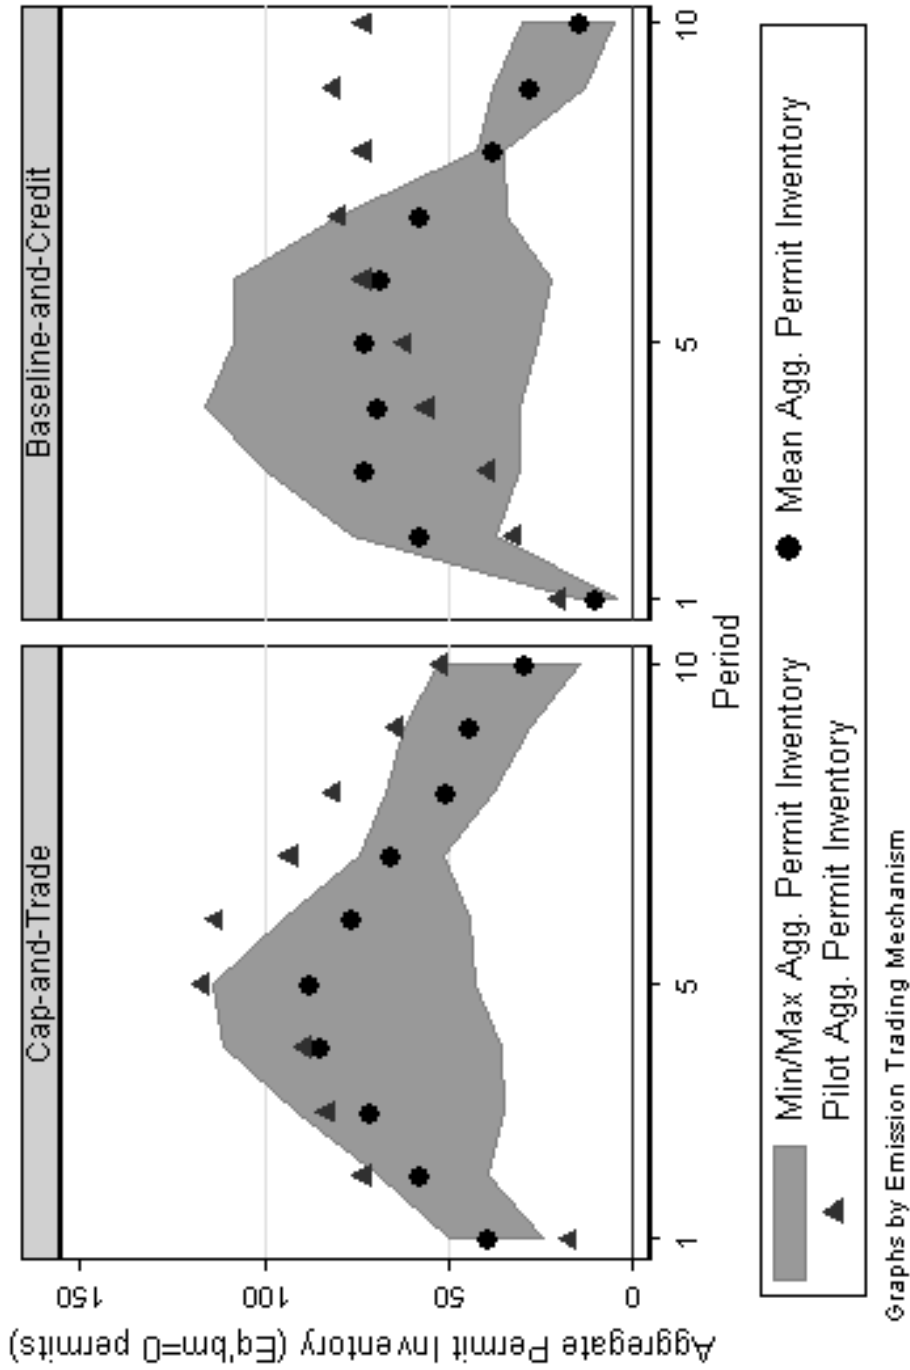 Cap-and-Trade
Baseline-and-Credit
Aggregate Permit Inventory (Eq'bm=0 permits)
150
100
50
0
1
5
10
1
5
10
Period
Min/Max Agg. Permit Inventory
Mean Agg. Permit Inventory
Pilot Agg. Permit Inventory
Graphs by Emission Trading Mechanism